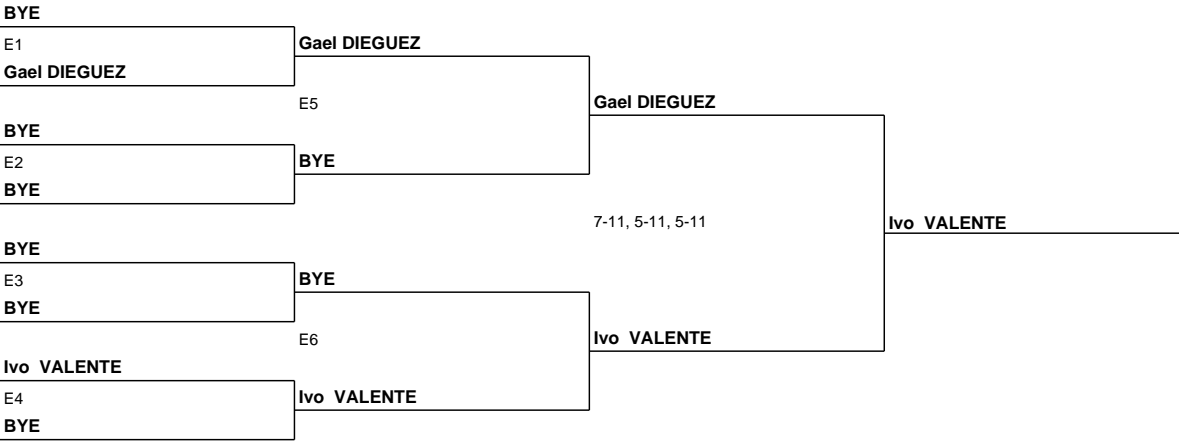 BYE
E1
Gael DIEGUEZ
Gael DIEGUEZ
E5
Gael DIEGUEZ
BYE
E2
BYE
BYE
7-11, 5-11, 5-11
Ivo VALENTE
BYE
E3
BYE
BYE
E6
Ivo VALENTE
Ivo VALENTE
E4
Ivo VALENTE
BYE